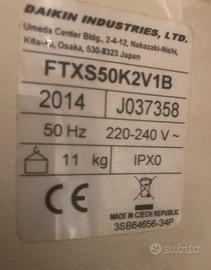 DAIKIN INDUSTRIES, LTD.
Umeda Center Bldg., 2-4-12, Nakazaki-Nishi,
Kita-ku, Osaka, 530-8323 Japan
FTXS50K2V1B
2014 J037358
50 Hz 220-240 V ~
11 kg IPX0
CE
MADE IN CZECH REPUBLIC
3SB64656-34P
subito